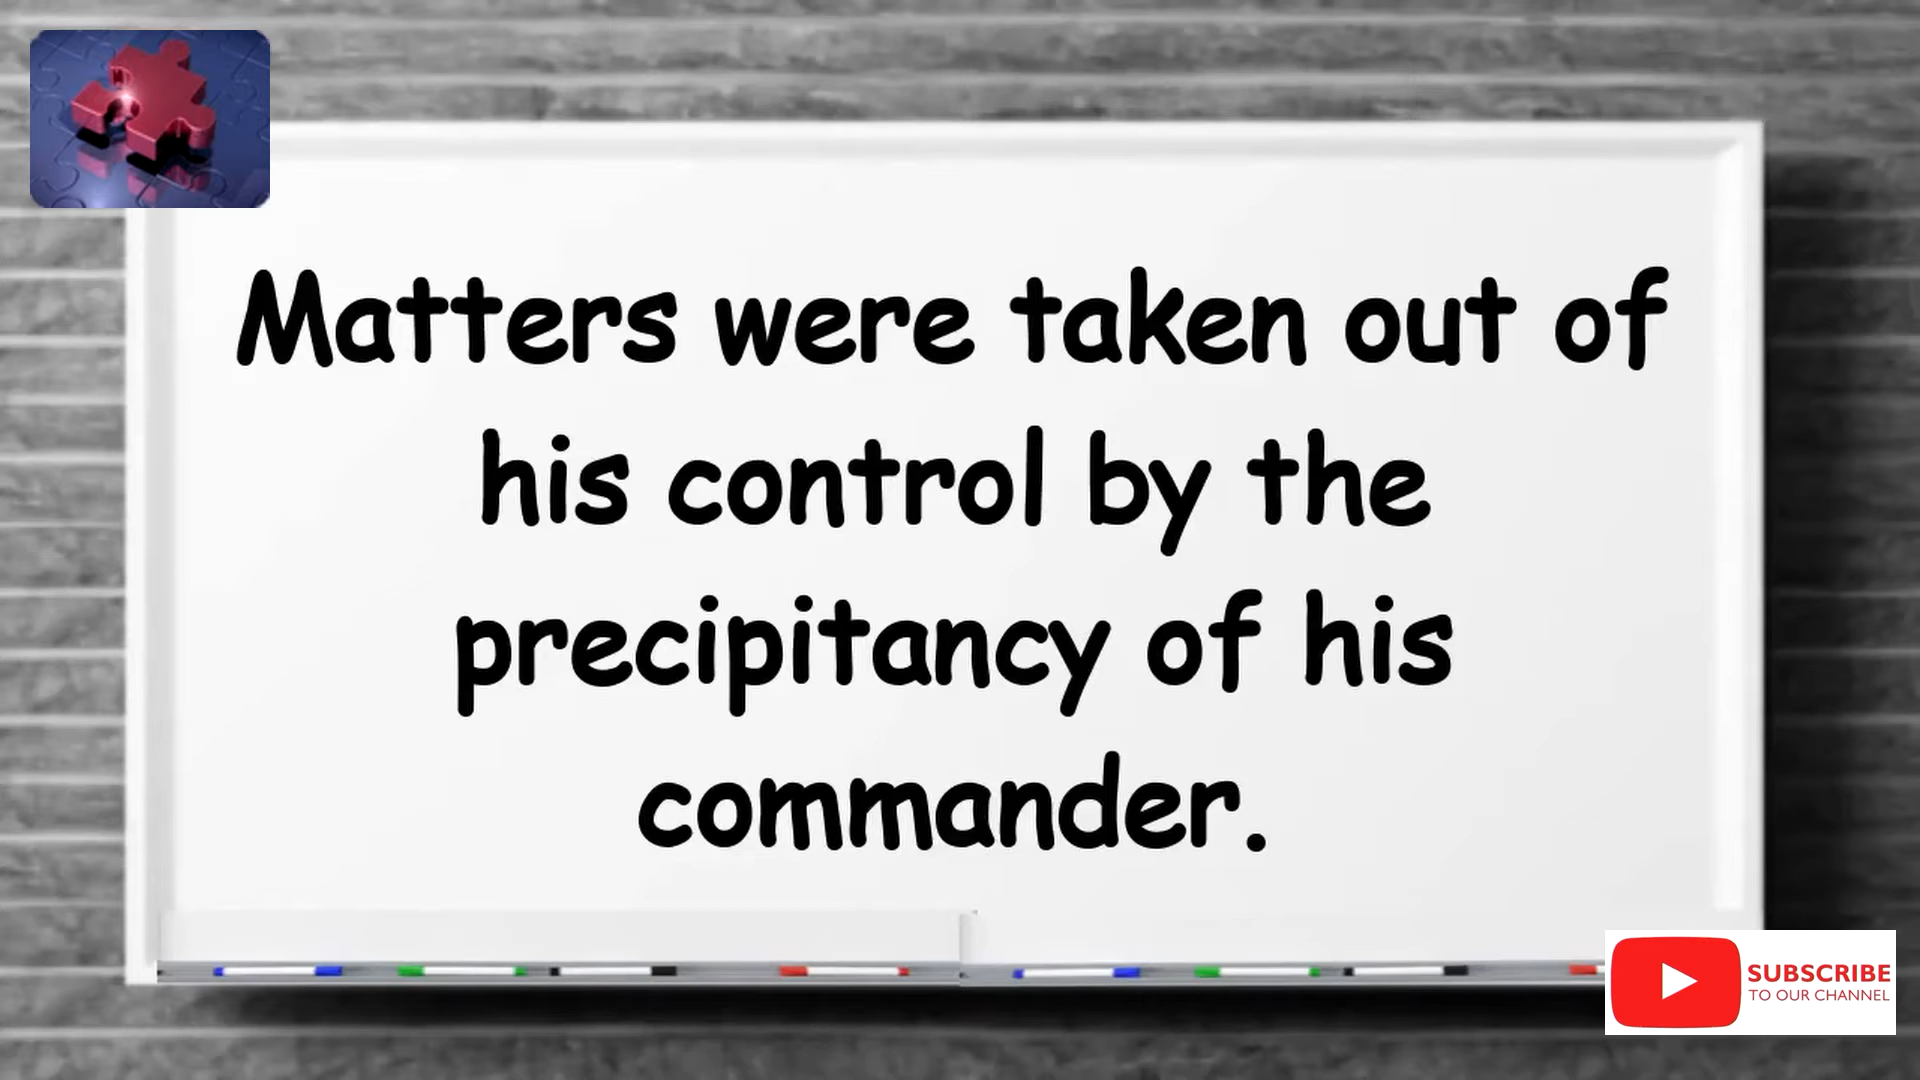 Matters were taken out of
his control by the
precipitancy of his
commander.
SUBSCRIBE
TO OUR CHANNEL